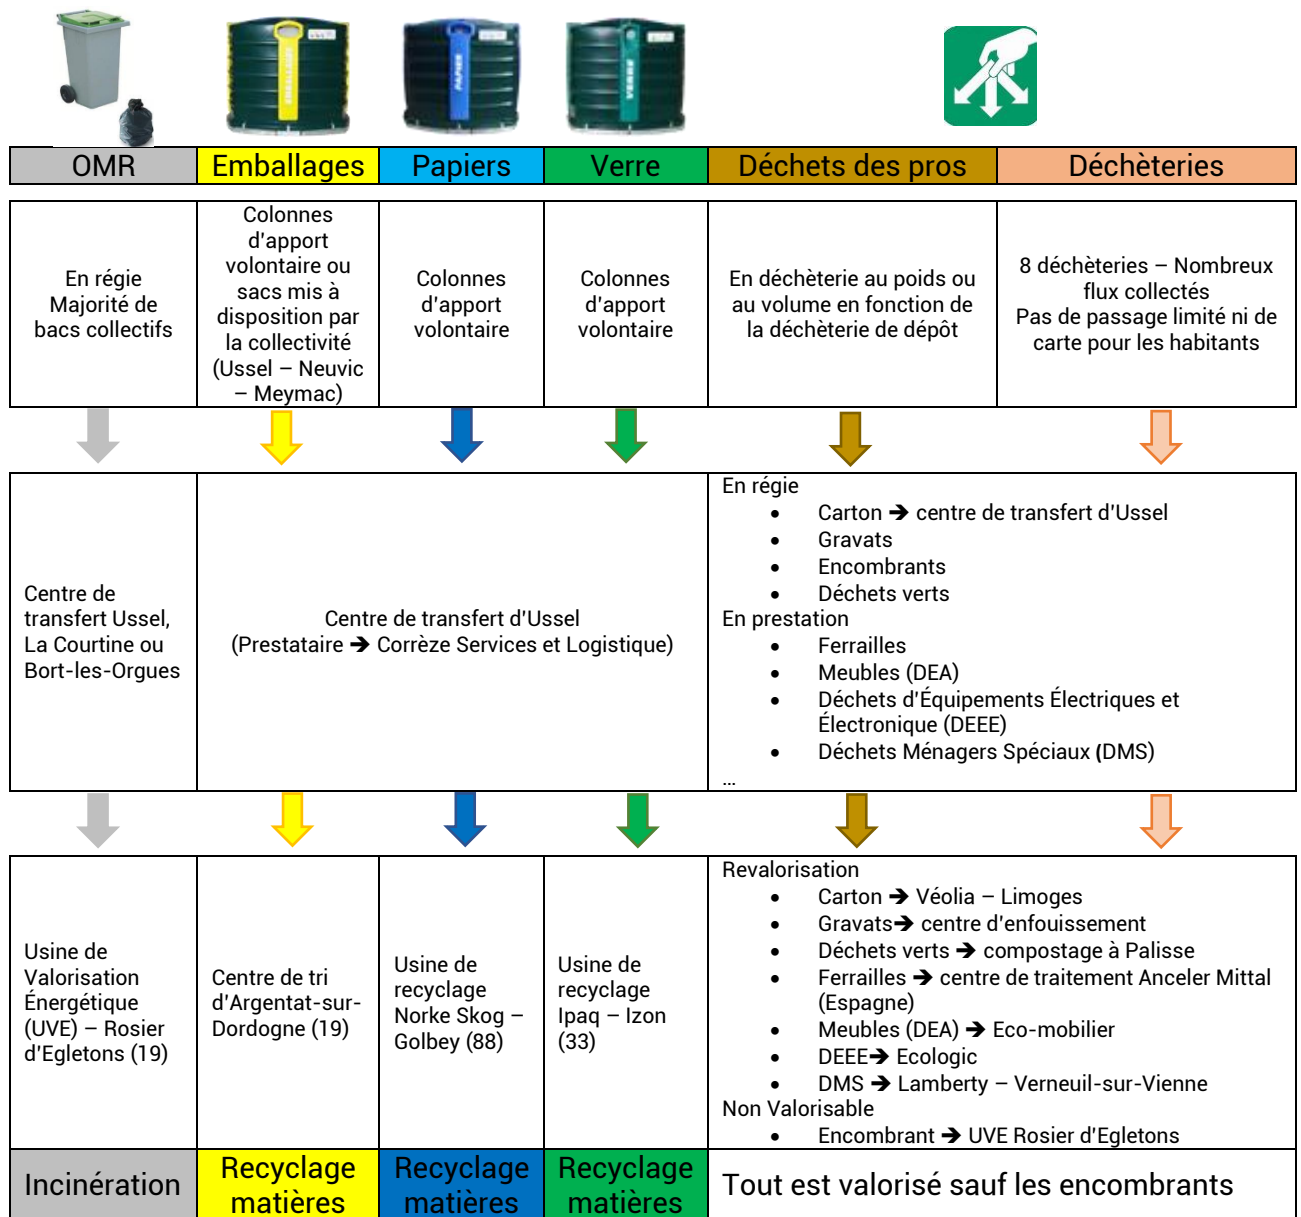 EMBALLAGES
PAPIER
VERRE
OMR
Emballages
Papiers
Verre
Déchets des pros
Déchèteries
En régie
Majorité de
bacs collectifs
Colonnes
d'apport
volontaire ou
sacs mis à
disposition par
la collectivité
(Ussel – Neuvic
– Meymac)
Colonnes
d'apport
volontaire
Colonnes
d'apport
volontaire
En déchèterie au poids ou
au volume en fonction de
la déchèterie de dépôt
8 déchèteries – Nombreux
flux collectés
Pas de passage limité ni de
carte pour les habitants
Centre de
transfert Ussel,
La Courtine ou
Bort-les-Orgues
Centre de transfert d'Ussel
(Prestataire ➔ Corrèze Services et Logistique)
En régie
• Carton ➔ centre de transfert d'Ussel
• Gravats
• Encombrants
• Déchets verts
En prestation
• Ferrailles
• Meubles (DEA)
• Déchets d'Équipements Électriques et
Électronique (DEEE)
• Déchets Ménagers Spéciaux (DMS)
...
Usine de
Valorisation
Énergétique
(UVE) – Rosier
d'Egletons (19)
Centre de tri
d'Argentat-sur-
Dordogne (19)
Usine de
recyclage
Norke Skog –
Golbey (88)
Usine de
recyclage
Ipaq – Izon
(33)
Revalorisation
• Carton ➔ Véolia – Limoges
• Gravats➔ centre d'enfouissement
• Déchets verts ➔ compostage à Palisse
• Ferrailles ➔ centre de traitement Anceler Mittal
(Espagne)
• Meubles (DEA) ➔ Eco-mobilier
• DEEE➔ Ecologic
• DMS ➔ Lamberty – Verneuil-sur-Vienne
Non Valorisable
• Encombrant ➔ UVE Rosier d'Egletons
Incinération
Recyclage
matières
Recyclage
matières
Recyclage
matières
Tout est valorisé sauf les encombrants